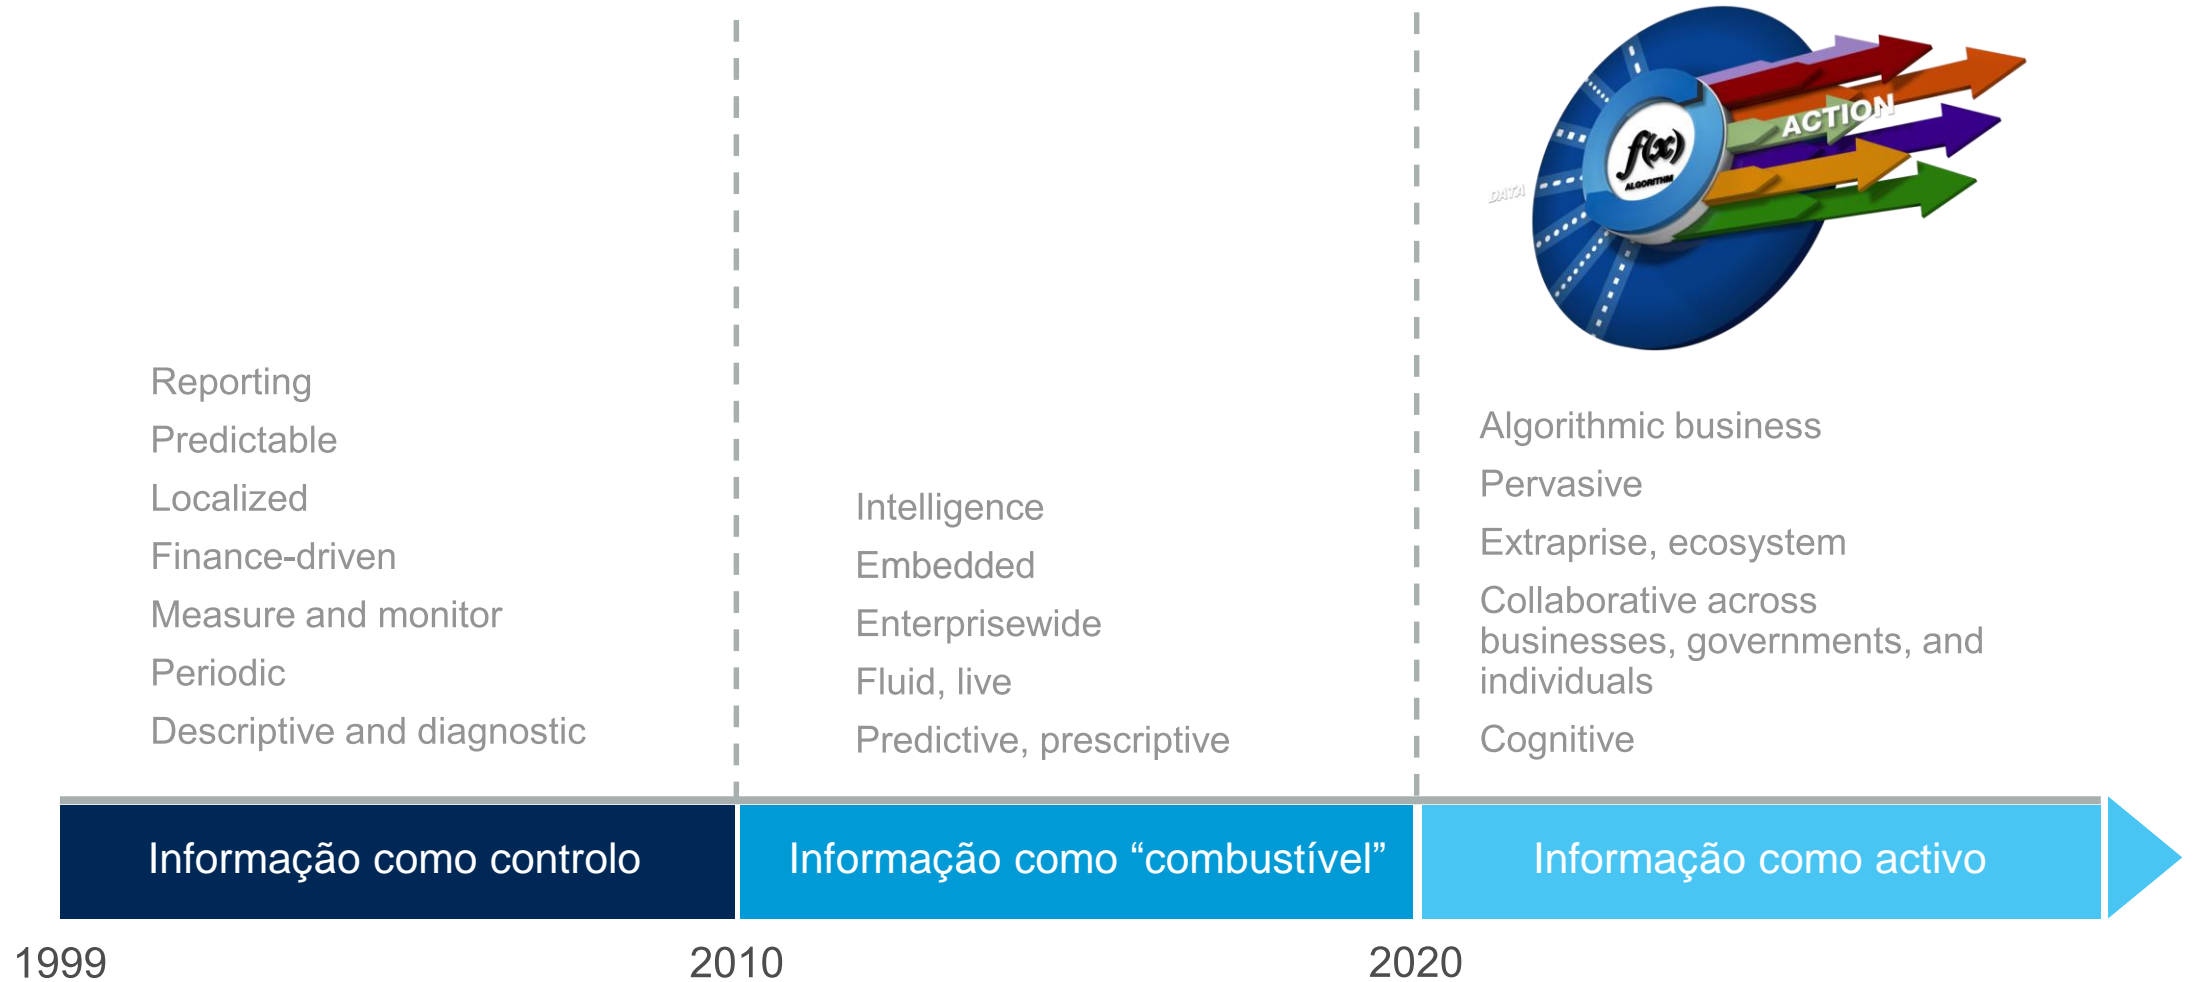 DATA
f(x)
ALGORITHM
ACTION
Reporting
Predictable
Localized
Finance-driven
Measure and monitor
Periodic
Descriptive and diagnostic
Intelligence
Embedded
Enterprisewide
Fluid, live
Predictive, prescriptive
Algorithmic business
Pervasive
Extraprise, ecosystem
Collaborative across
businesses, governments, and
individuals
Cognitive
Informação como controlo
Informação como “combustível”
Informação como activo
1999
2010
2020